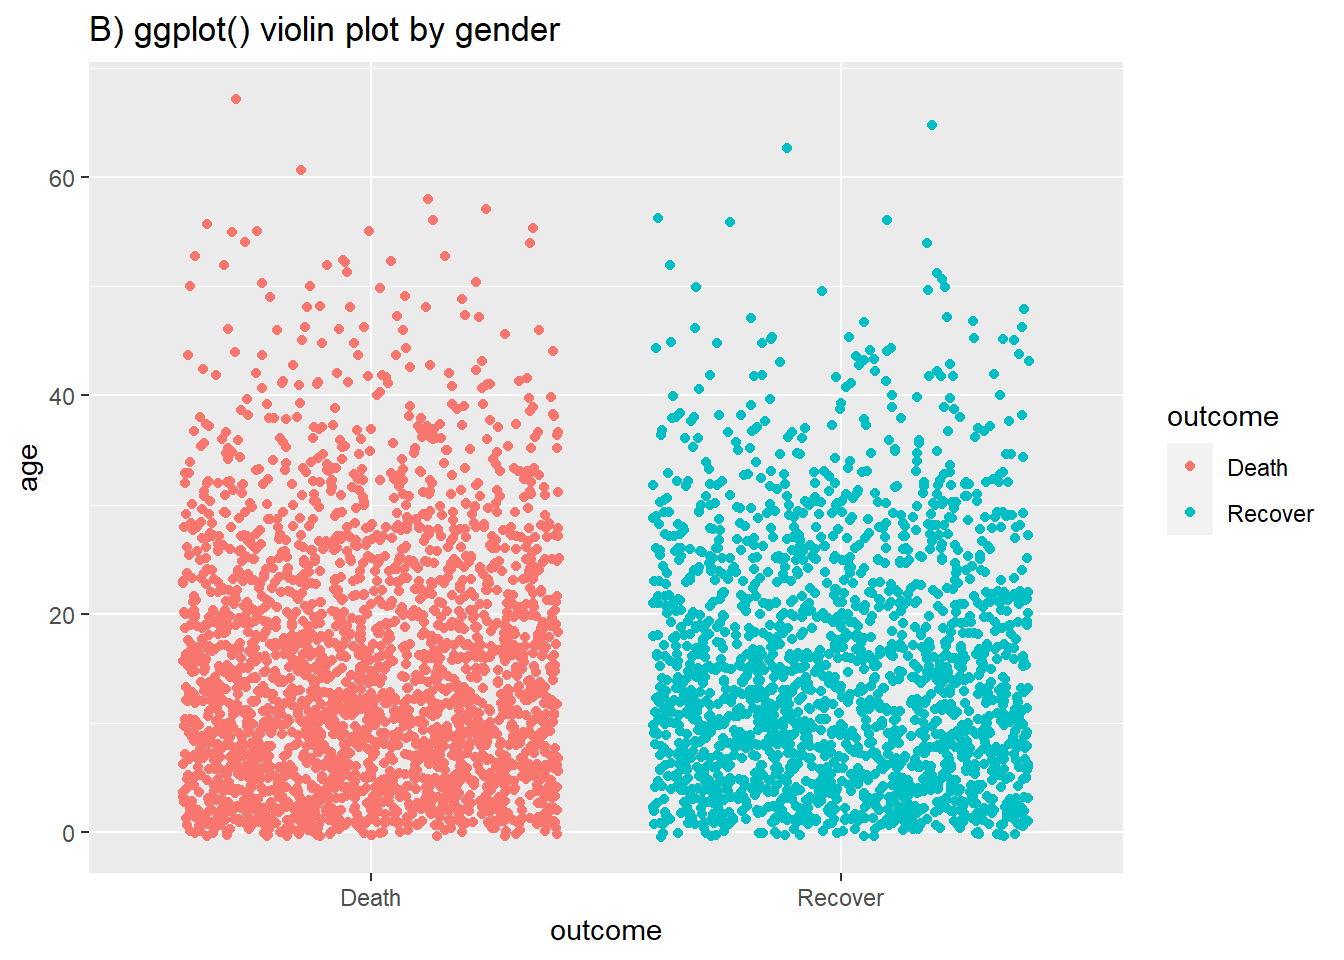 B) ggplot() violin plot by gender
60
40
20
0
age
Death
Recover
outcome
outcome
Death
Recover